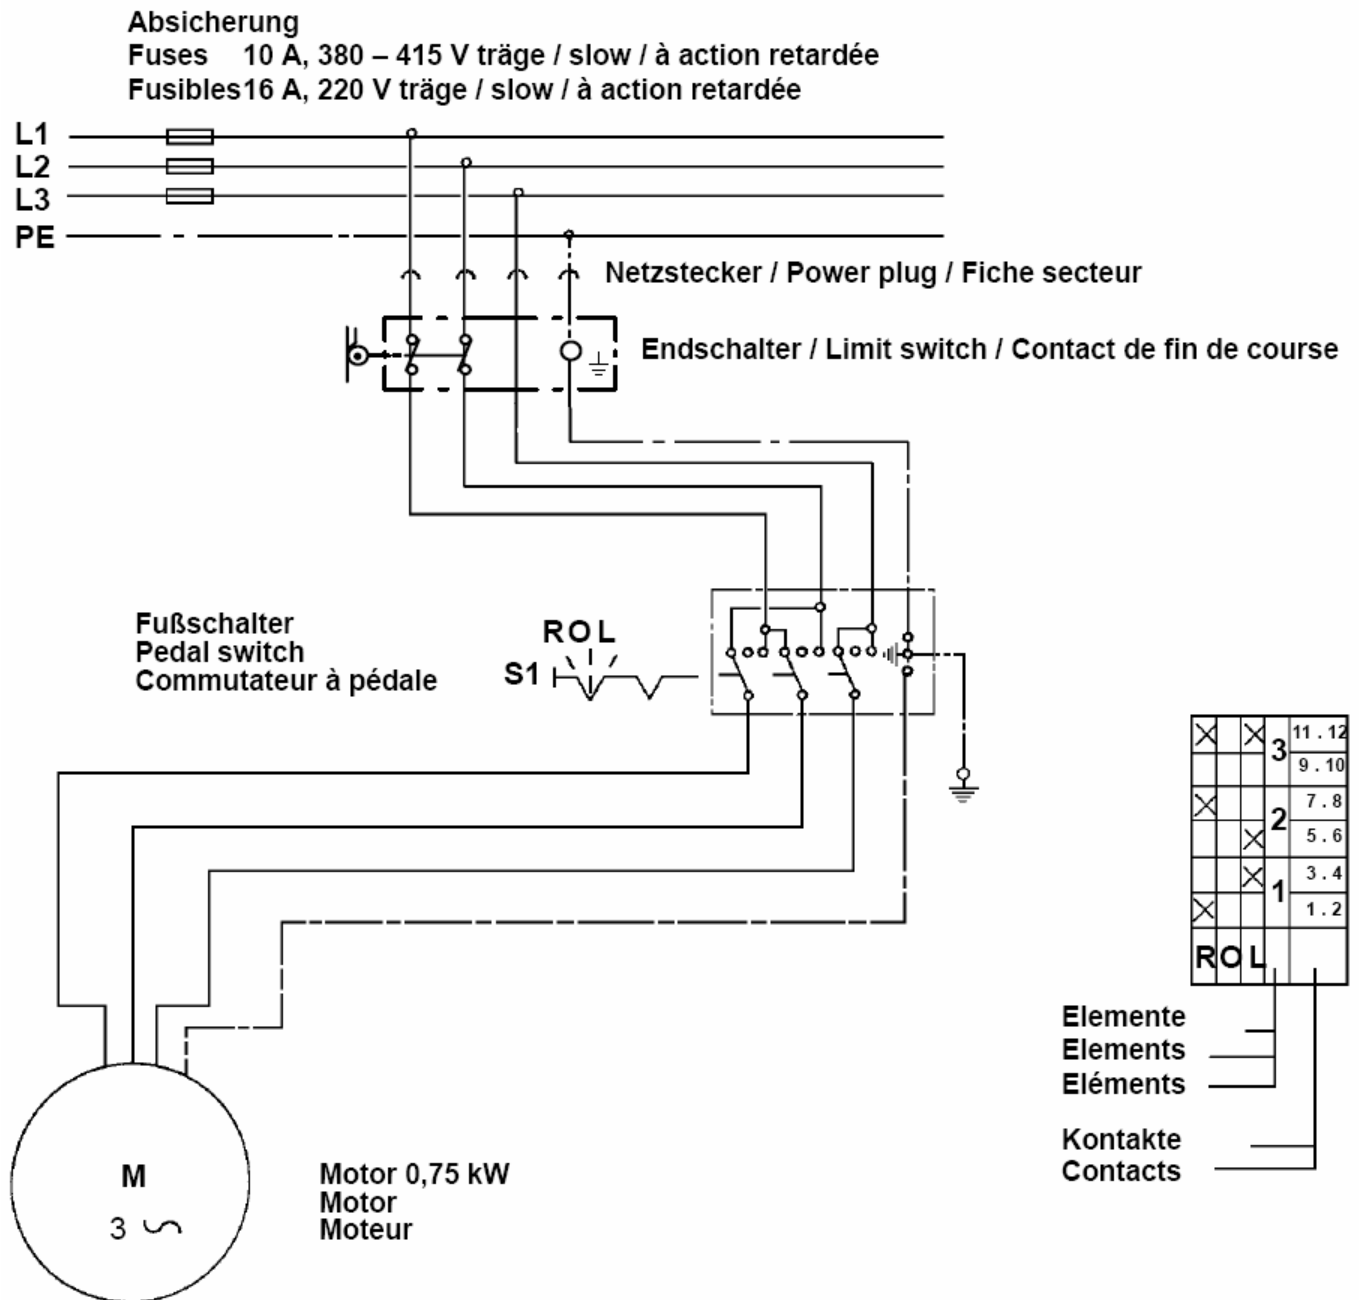 Absicherung
Fuses 10 A, 380 – 415 V träge / slow / à action retardée
Fusibles16 A, 220 V träge / slow / à action retardée
L1
L2
L3
PE
Netzstecker / Power plug / Fiche secteur
Endschalter / Limit switch / Contact de fin de course
Fußschalter
Pedal switch
Commutateur à pédale
R O L
S1
3 11 . 12
9 . 10
2 7 . 8
5 . 6
1 3 . 4
1 . 2
R O L
Elemente
Elements
Eléments
Kontakte
Contacts
M
3
Motor 0,75 kW
Motor
Moteur